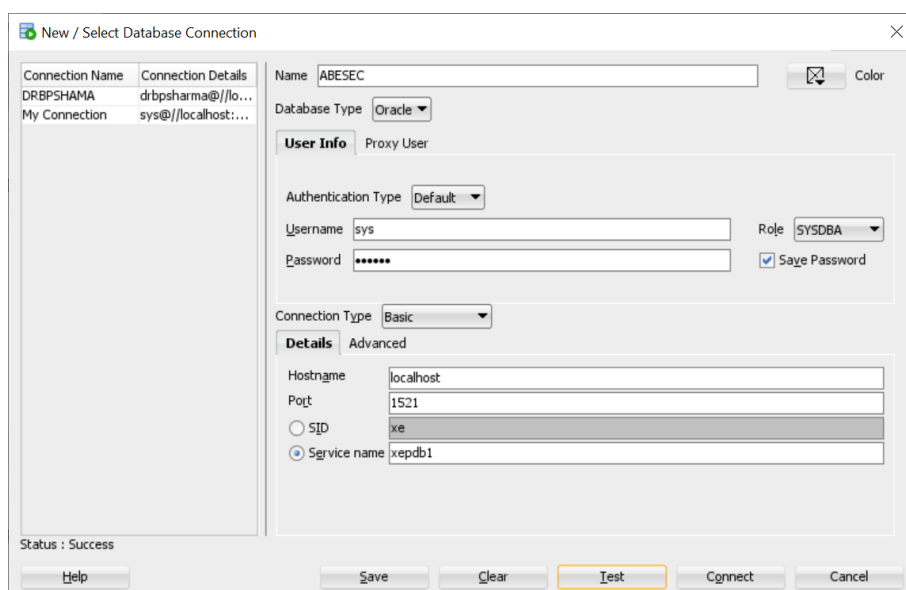 New / Select Database Connection
Connection Name Connection Details
DRBPSHAMA drbpsharma@//lo...
My Connection sys@//localhost:...
Name ABESEC Color
Database Type Oracle
User Info Proxy User
Authentication Type Default
Username sys Role SYSDBA
Password •••••• Save Password
Connection Type Basic
Details Advanced
Hostname localhost
Port 1521
SID xe
Service name xepdb1
Status : Success
Help Save Clear Test Connect Cancel